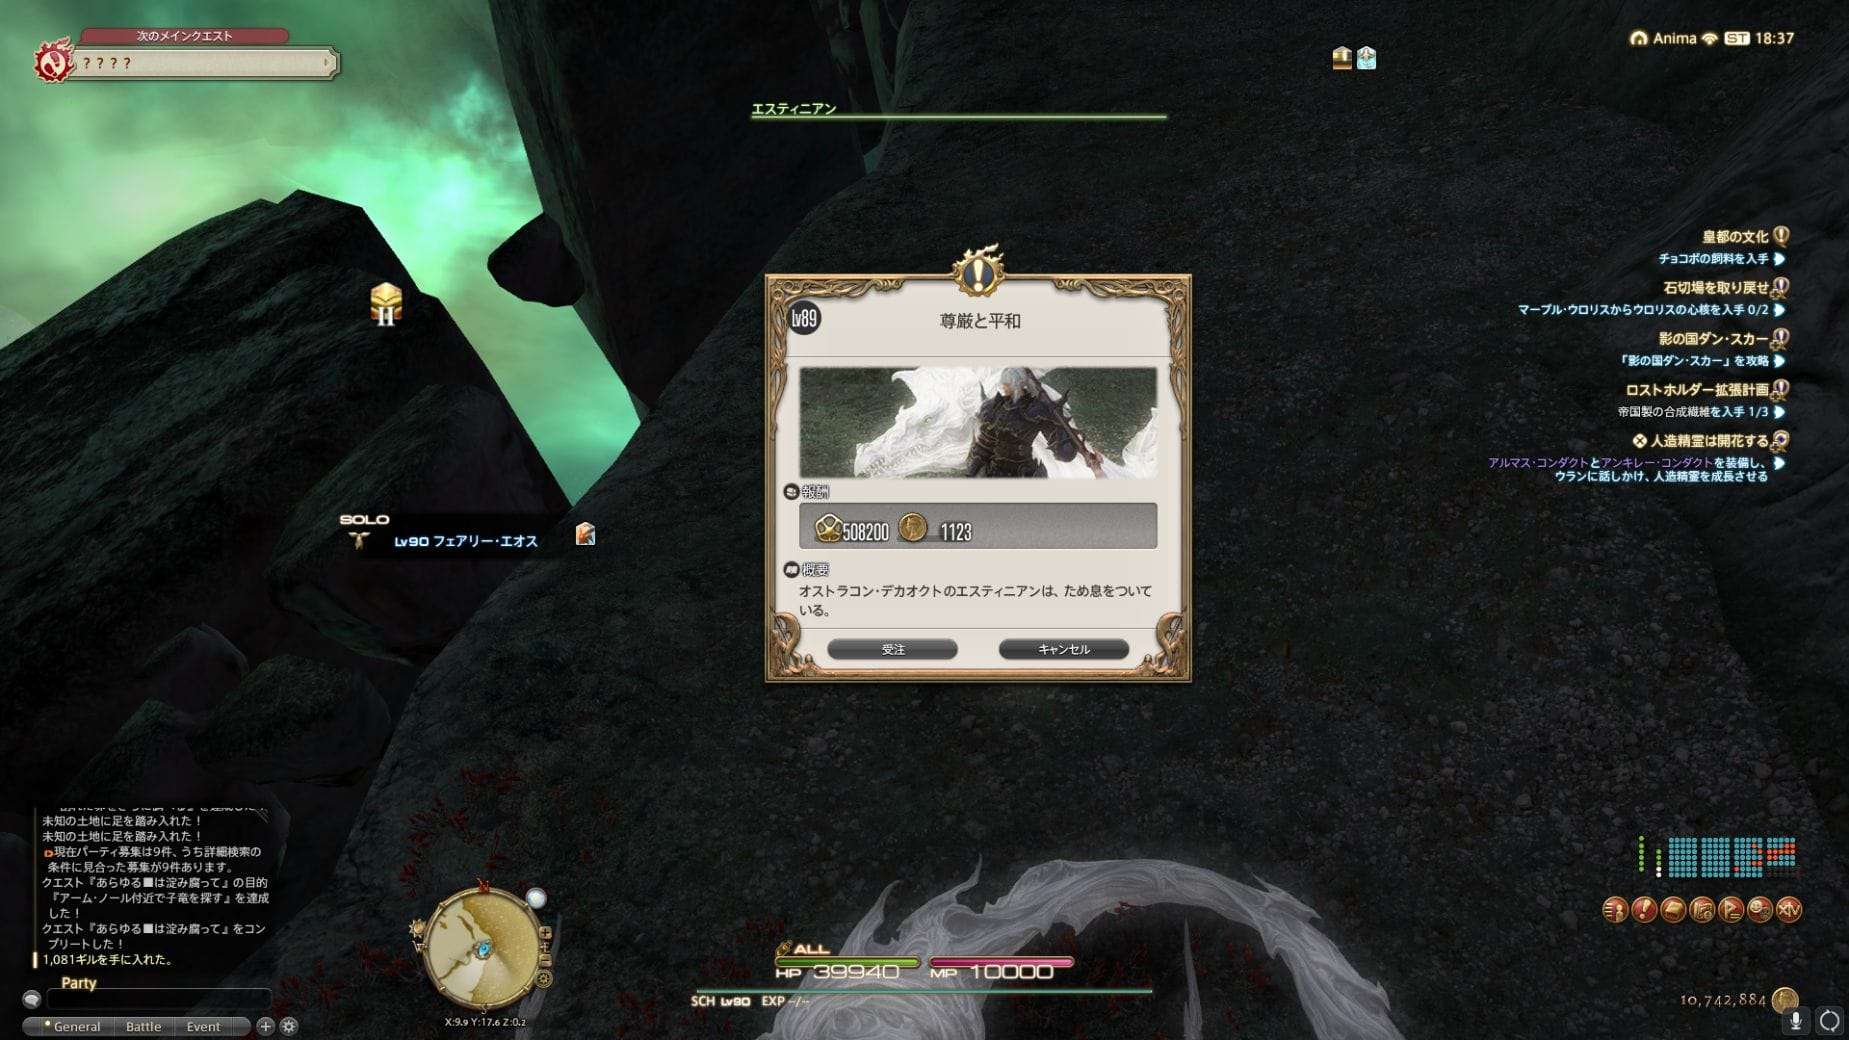 次のメインクエスト
????
Anima ST 18:37
エスティニアン
皇都の文化
チョコボの飼料を入手
石切場を取り戻せ
マーブル・ウロリスからウロリスの心核を入手 0/2
影の国ダン・スカー
「影の国ダン・スカー」を攻略
ロストホルダー拡張計画
帝国製の合成繊維を入手 1/3
人造精霊は開花する
アルマス・コンダクトとアンキレー・コンダクトを装備し、
ウランに話しかけ、人造精霊を成長させる
H
SOLO
Lv90 フェアリー・エオス
lv89
尊厳と平和
報酬
508200 1123
概要
オストラコン・デカオクトのエスティニアンは、ため息をついて
いる。
受注 キャンセル
未知の土地に足を踏み入れた！
未知の土地に足を踏み入れた！
現在パーティ募集は9件、うち詳細検索の
条件に見合った募集が9件あります。
クエスト『あらゆる■は淀み腐って』の目的
『アーム・ノール付近で子竜を探す』を達成
した！
クエスト『あらゆる■は淀み腐って』をコン
プリートした！
1,081ギルを手に入れた。
Party
General Battle Event
N
X:9.9 Y:17.6 Z:0.2
ALL
HP 39940 MP 10000
SCH Lv90 EXP --/--
XIV
10,742,884